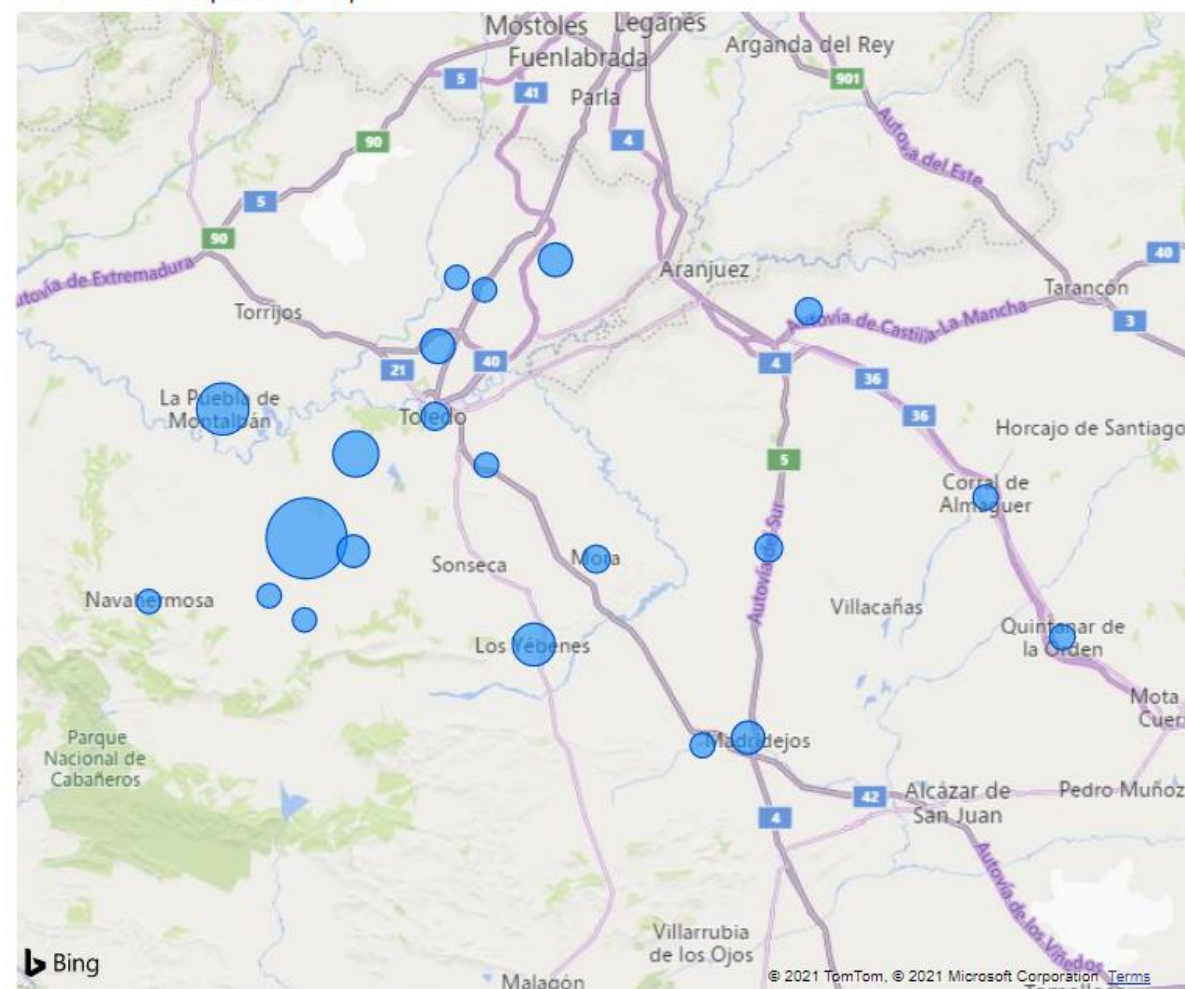 Móstoles
Leganés
Fuenlabrada
Arganda del Rey
5
41
901
Parla
90
4
Autovía del Este
5
90
Autovía de Extremadura
Aranjuez
40
Tarancón
Torrijos
Autovía de Castilla-La Mancha
3
21
40
4
36
La Puebla de
Montalbán
Toledo
36
Horcajo de Santiago
5
Corral de
Almaguer
Autovía del Sur
Mora
Sonseca
Navahermosa
Villacañas
Quintanar de
la Orden
Los Yébenes
Mota
Parque
Nacional de
Cabañeros
Madridejos
42
Alcázar de
San Juan
Pedro Muñoz
4
Autovía de los Viñedos
Villarrubia
de los Ojos
Bing
Malagón
© 2021 TomTom, © 2021 Microsoft Corporation Terms